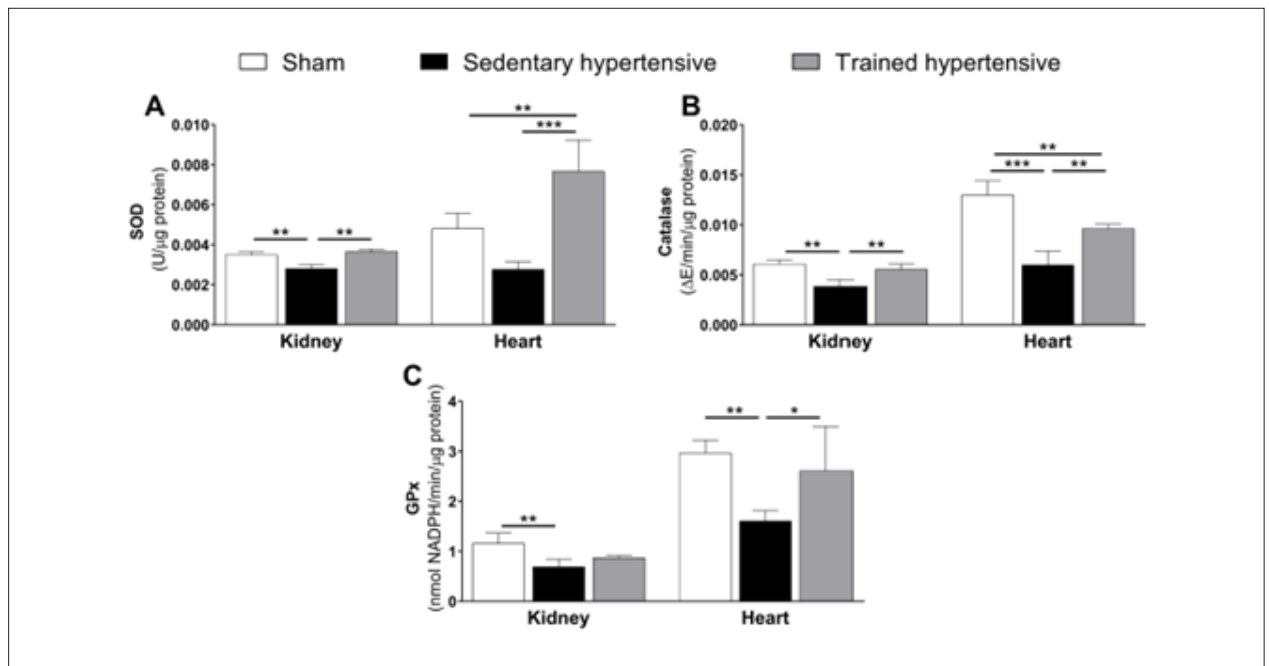 Sham Sedentary hypertensive Trained hypertensive
A
SOD
(U/µg protein)
0.010
0.008
0.006
0.004
0.002
0.000
** ** ** ***
Kidney Heart
B
Catalase
(ΔE/min/µg protein)
0.020
0.015
0.010
0.005
0.000
** ** ** *** **
Kidney Heart
C
GPx
(nmol NADPH/min/µg protein)
4
3
2
1
0
** ** *
Kidney Heart